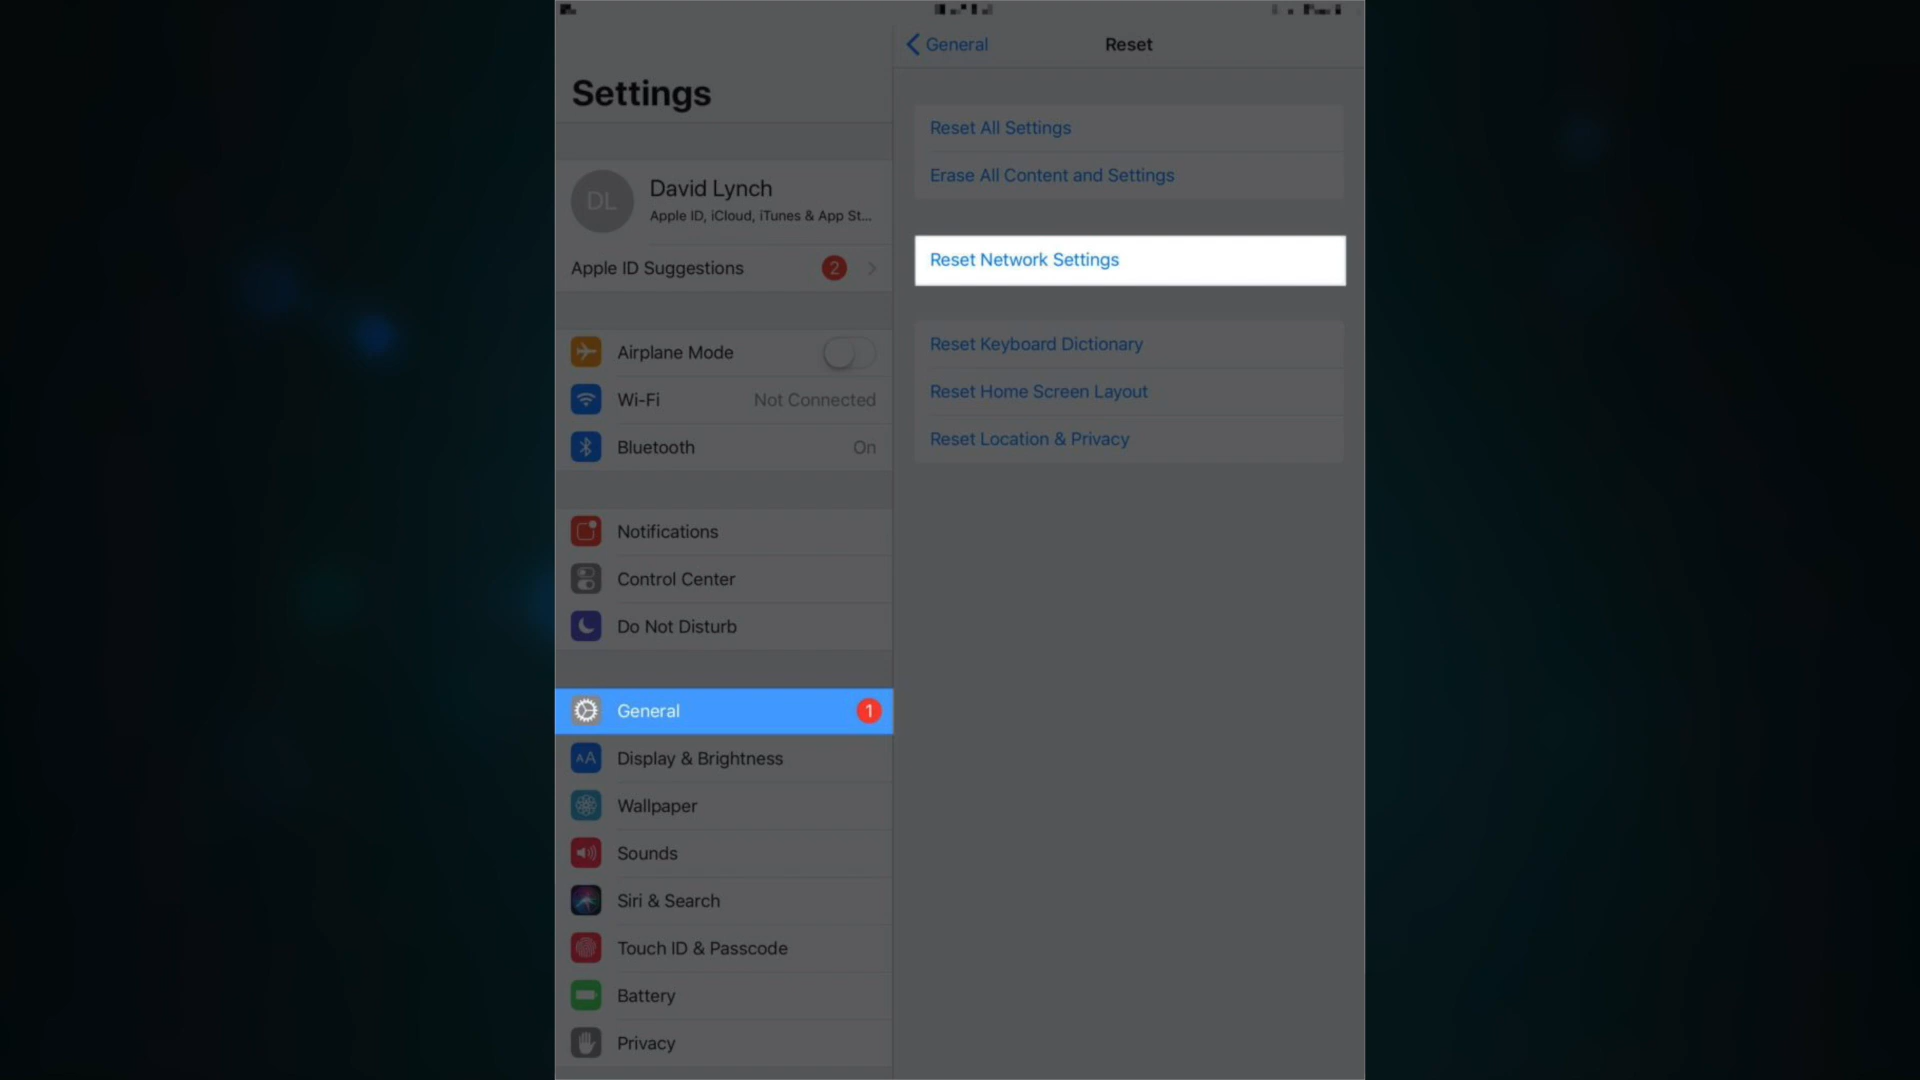 Settings
DL
David Lynch
Apple ID, iCloud, iTunes & App St...
Apple ID Suggestions
2
Airplane Mode
Wi-Fi
Not Connected
Bluetooth
On
Notifications
Control Center
Do Not Disturb
General
1
AA
Display & Brightness
Wallpaper
Sounds
Siri & Search
Touch ID & Passcode
Battery
Privacy
General
Reset
Reset All Settings
Erase All Content and Settings
Reset Network Settings
Reset Keyboard Dictionary
Reset Home Screen Layout
Reset Location & Privacy